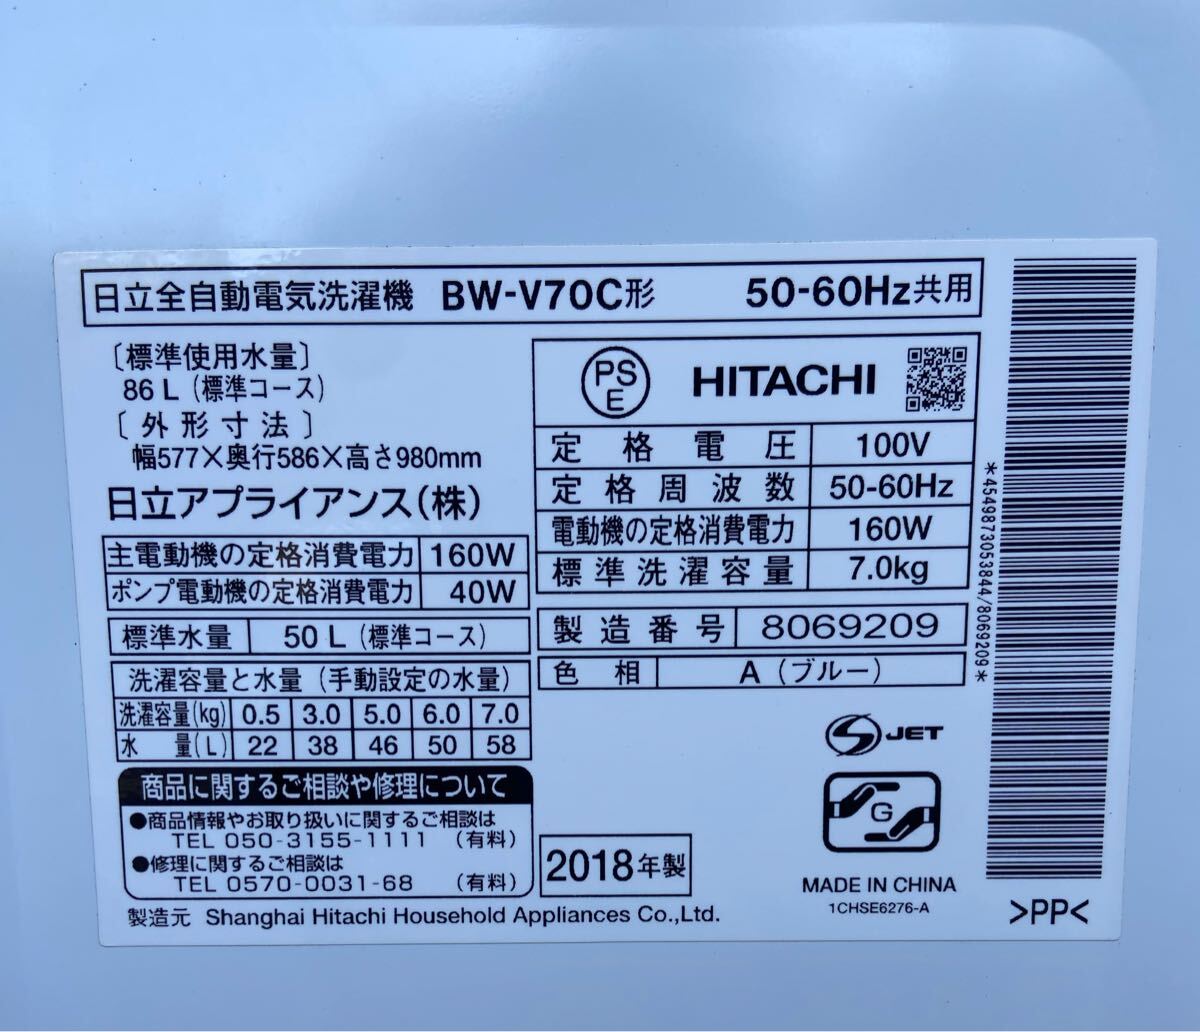 日立全自動電気洗濯機 BW-V70C形 50-60Hz共用
〔標準使用水量〕
86 L (標準コース)
〔外形寸法〕
幅577×奥行586×高さ980mm
日立アプライアンス(株)
主電動機の定格消費電力 160W
ポンプ電動機の定格消費電力 40W
標準水量 50 L (標準コース)
洗濯容量と水量 (手動設定の水量)
洗濯容量(kg) 0.5 3.0 5.0 6.0 7.0
水量(L) 22 38 46 50 58
商品に関するご相談や修理について
●商品情報やお取り扱いに関するご相談は
TEL 050-3155-1111 (有料)
●修理に関するご相談は
TEL 0570-0031-68 (有料)
製造元 Shanghai Hitachi Household Appliances Co.,Ltd.
PS
E
HITACHI
定格電圧 100V
定格周波数 50-60Hz
電動機の定格消費電力 160W
標準洗濯容量 7.0kg
製造番号 8069209
色相 A (ブルー)
S JET
G
2018年製
MADE IN CHINA
1CHSE6276-A
*4549873053844/8069209*
>PP<